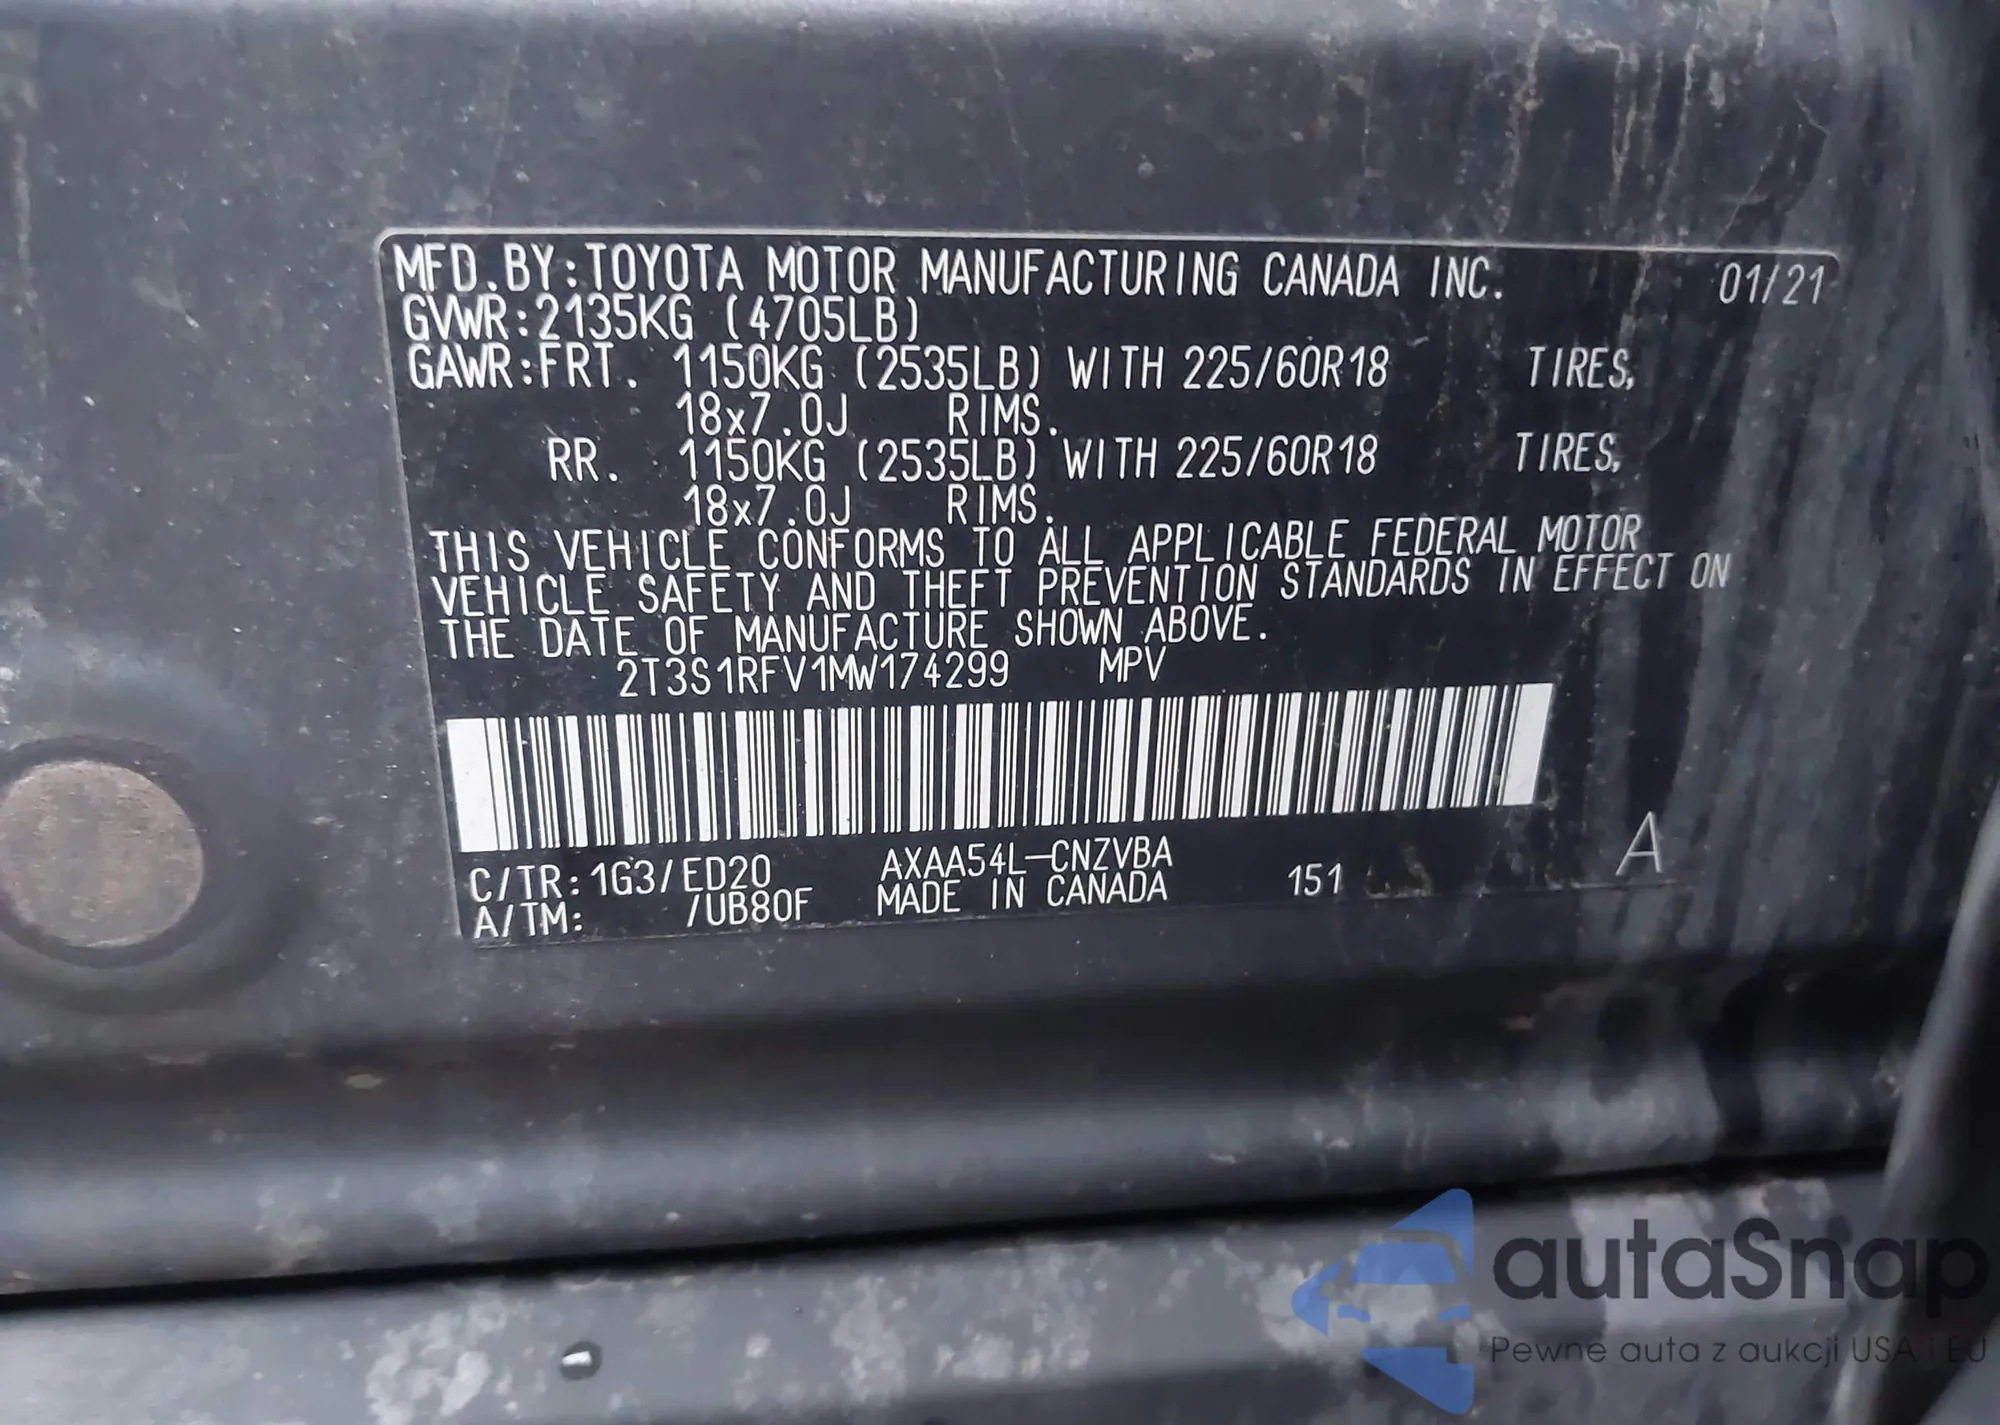 MFD.BY:TOYOTA MOTOR MANUFACTURING CANADA INC. 01/21
GVWR:2135KG (4705LB)
GAWR:FRT. 1150KG (2535LB) WITH 225/60R18 TIRES,
18x7.0J RIMS.
RR. 1150KG (2535LB) WITH 225/60R18 TIRES,
18x7.0J RIMS.
THIS VEHICLE CONFORMS TO ALL APPLICABLE FEDERAL MOTOR
VEHICLE SAFETY AND THEFT PREVENTION STANDARDS IN EFFECT ON
THE DATE OF MANUFACTURE SHOWN ABOVE.
2T3S1RFV1MW174299 MPV
C/TR:1G3/ED20 AXAA54L-CNZVBA
A/TM: /UB80F MADE IN CANADA 151 A
autaSnap
Pewne auta z aukcji USA i EU